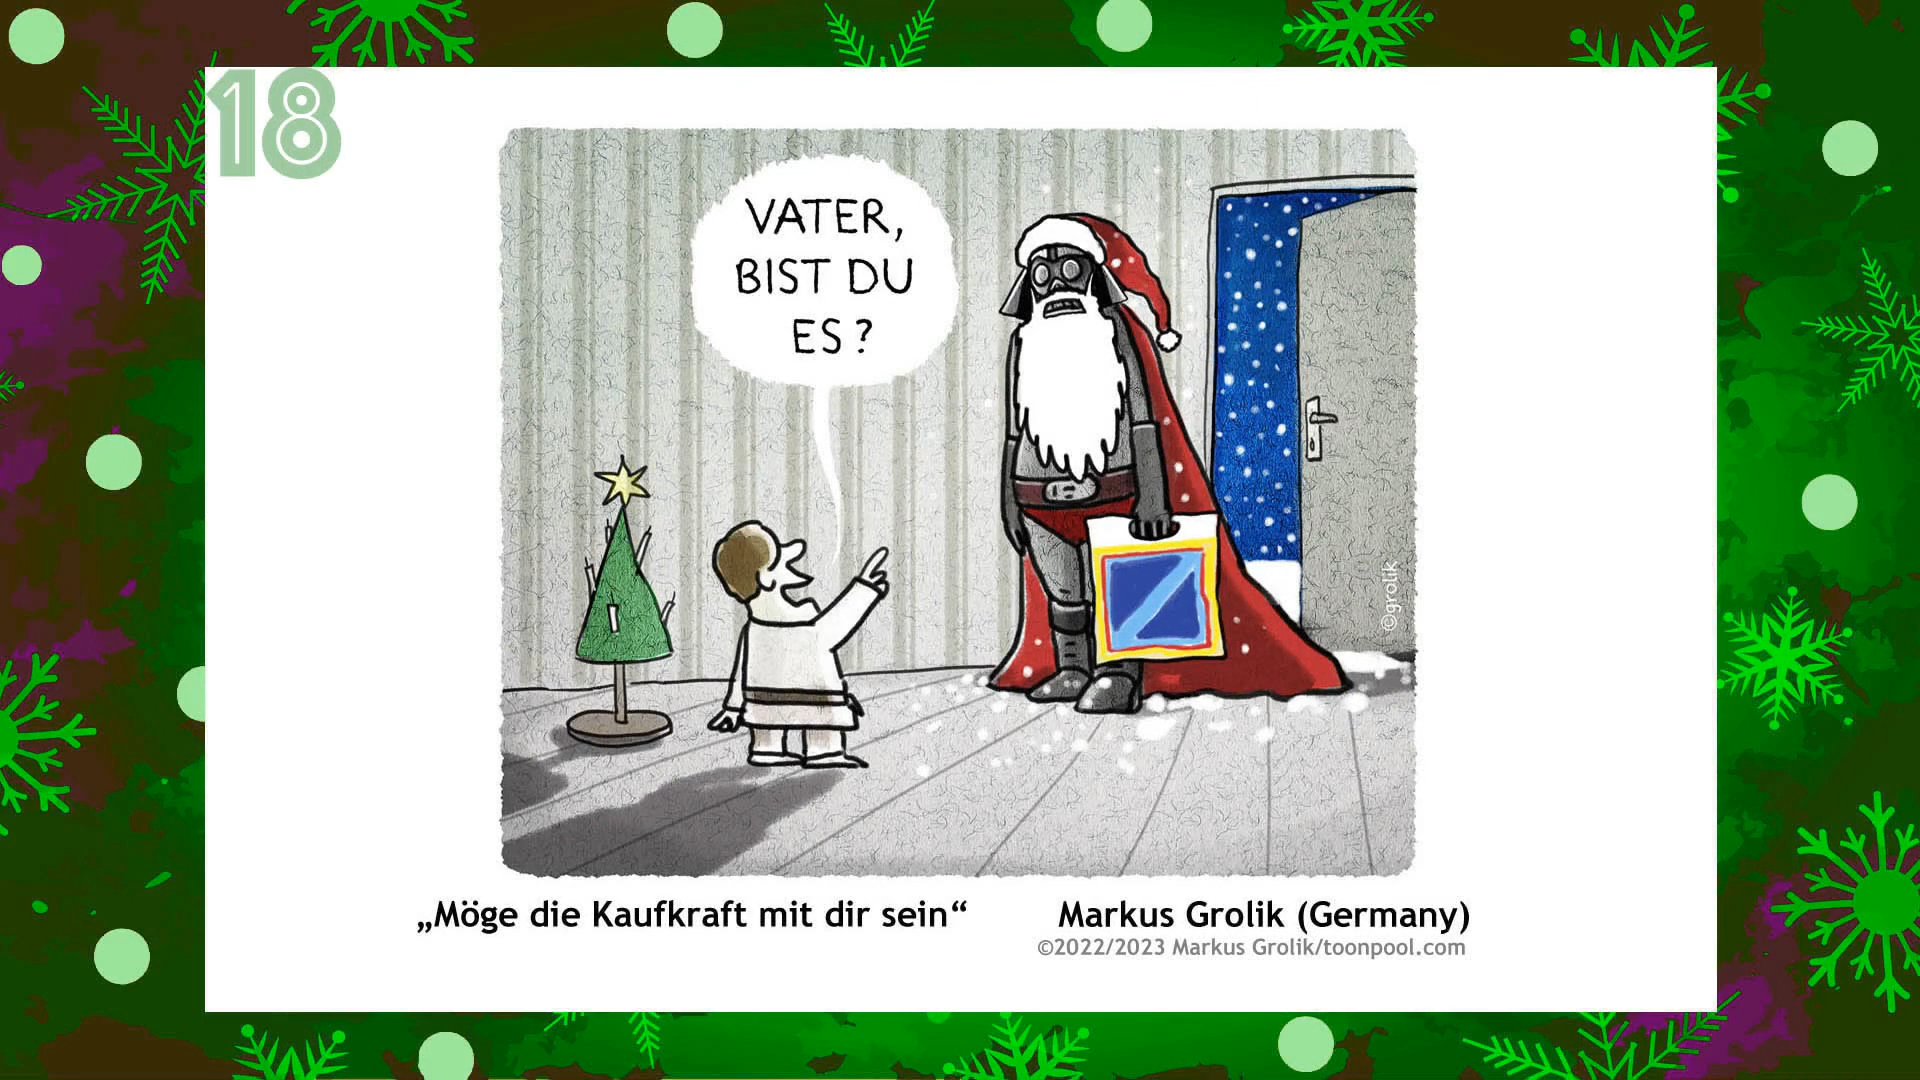 18
VATER,
BIST DU
ES?
©grolik
„Möge die Kaufkraft mit dir sein“
Markus Grolik (Germany)
©2022/2023 Markus Grolik/toonpool.com